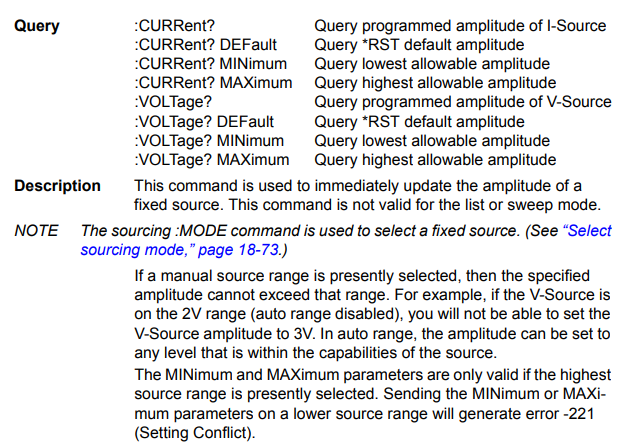 Query :CURRent? Query programmed amplitude of I-Source
:CURRent? DEFault Query *RST default amplitude
:CURRent? MINimum Query lowest allowable amplitude
:CURRent? MAXimum Query highest allowable amplitude
:VOLTage? Query programmed amplitude of V-Source
:VOLTage? DEFault Query *RST default amplitude
:VOLTage? MINimum Query lowest allowable amplitude
:VOLTage? MAXimum Query highest allowable amplitude
Description This command is used to immediately update the amplitude of a
fixed source. This command is not valid for the list or sweep mode.
NOTE The sourcing :MODE command is used to select a fixed source. (See “Select
sourcing mode,” page 18-73.)
If a manual source range is presently selected, then the specified
amplitude cannot exceed that range. For example, if the V-Source is
on the 2V range (auto range disabled), you will not be able to set the
V-Source amplitude to 3V. In auto range, the amplitude can be set to
any level that is within the capabilities of the source.
The MINimum and MAXimum parameters are only valid if the highest
source range is presently selected. Sending the MINimum or MAXi-
mum parameters on a lower source range will generate error -221
(Setting Conflict).